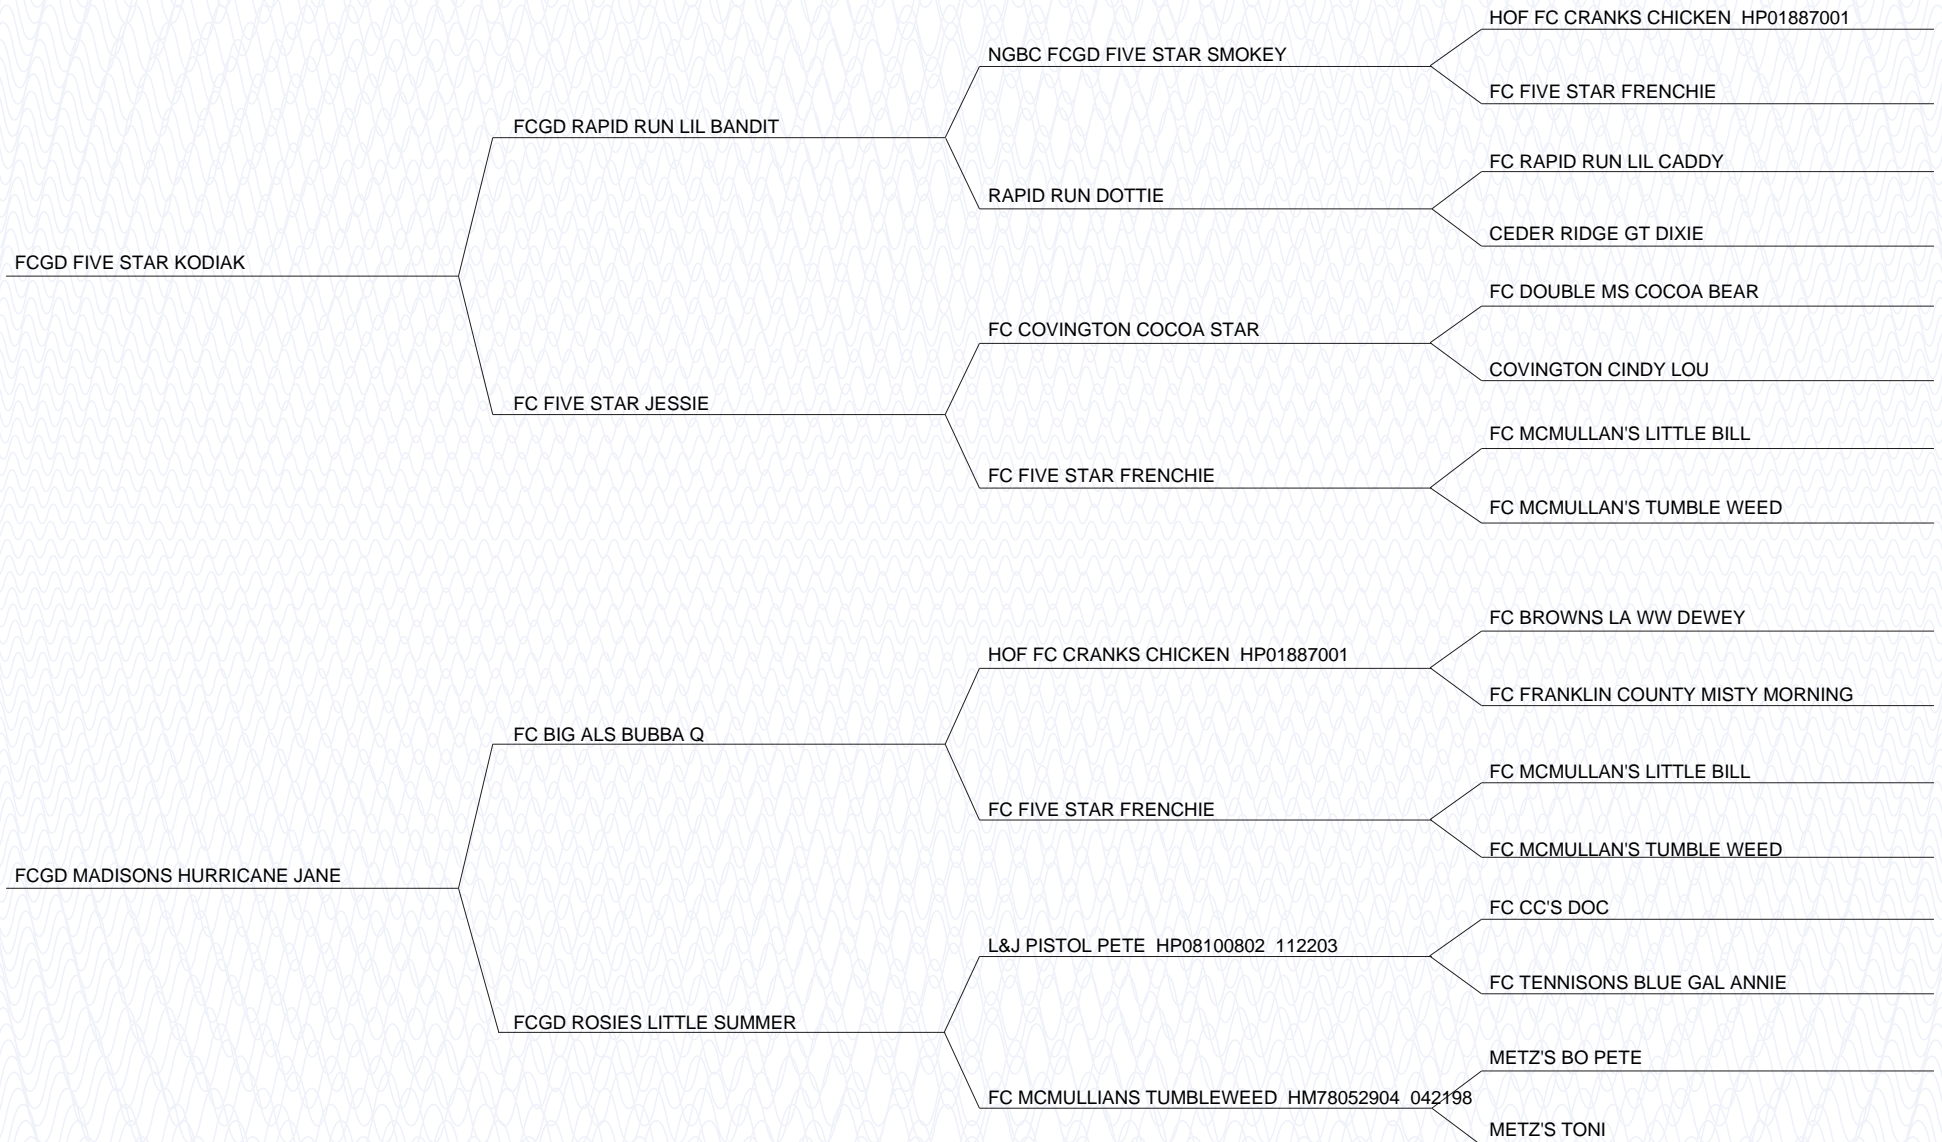 HOF FC CRANKS CHICKEN HP01887001
NGBC FCGD FIVE STAR SMOKEY
FC FIVE STAR FRENCHIE
FCGD RAPID RUN LIL BANDIT
FC RAPID RUN LIL CADDY
RAPID RUN DOTTIE
CEDER RIDGE GT DIXIE
FCGD FIVE STAR KODIAK
FC DOUBLE MS COCOA BEAR
FC COVINGTON COCOA STAR
COVINGTON CINDY LOU
FC FIVE STAR JESSIE
FC MCMULLAN'S LITTLE BILL
FC FIVE STAR FRENCHIE
FC MCMULLAN'S TUMBLE WEED
FC BROWNS LA WW DEWEY
HOF FC CRANKS CHICKEN HP01887001
FC FRANKLIN COUNTY MISTY MORNING
FC BIG ALS BUBBA Q
FC MCMULLAN'S LITTLE BILL
FC FIVE STAR FRENCHIE
FC MCMULLAN'S TUMBLE WEED
FCGD MADISONS HURRICANE JANE
FC CC'S DOC
L&J PISTOL PETE HP08100802 112203
FC TENNISONS BLUE GAL ANNIE
FCGD ROSIES LITTLE SUMMER
METZ'S BO PETE
FC MCMULLIANS TUMBLEWEED HM78052904 042198
METZ'S TONI